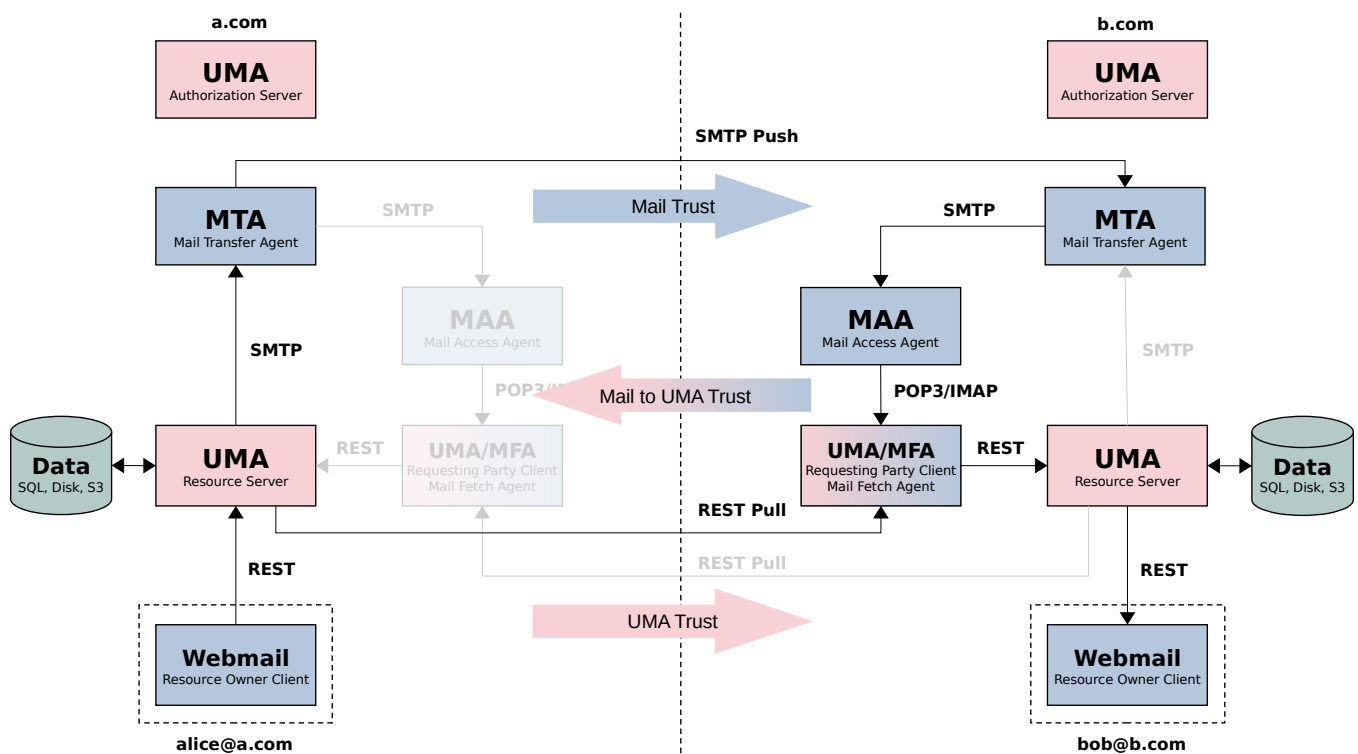 a.com
b.com
UMA
Authorization Server
UMA
Authorization Server
SMTP Push
MTA
Mail Transfer Agent
SMTP
Mail Trust
SMTP
MTA
Mail Transfer Agent
MAA
Mail Access Agent
MAA
Mail Access Agent
SMTP
SMTP
POP3/I
Mail to UMA Trust
POP3/IMAP
Data
SQL, Disk, S3
UMA
Resource Server
REST
UMA/MFA
Requesting Party Client
Mail Fetch Agent
UMA/MFA
Requesting Party Client
Mail Fetch Agent
REST
UMA
Resource Server
Data
SQL, Disk, S3
REST Pull
REST Pull
REST
REST
UMA Trust
Webmail
Resource Owner Client
Webmail
Resource Owner Client
alice@a.com
bob@b.com